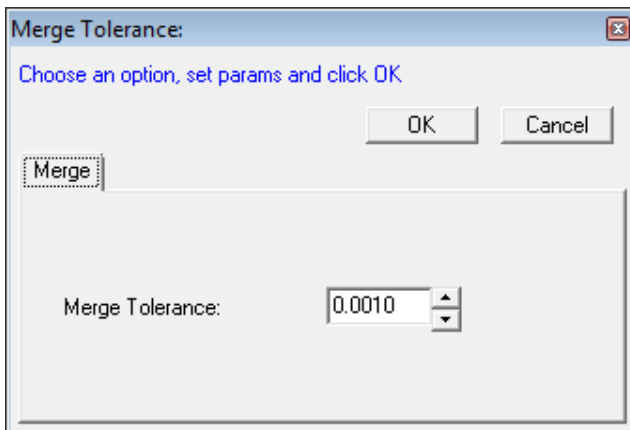 Merge Tolerance:
Choose an option, set params and click OK
OK Cancel
Merge
Merge Tolerance: 0.0010